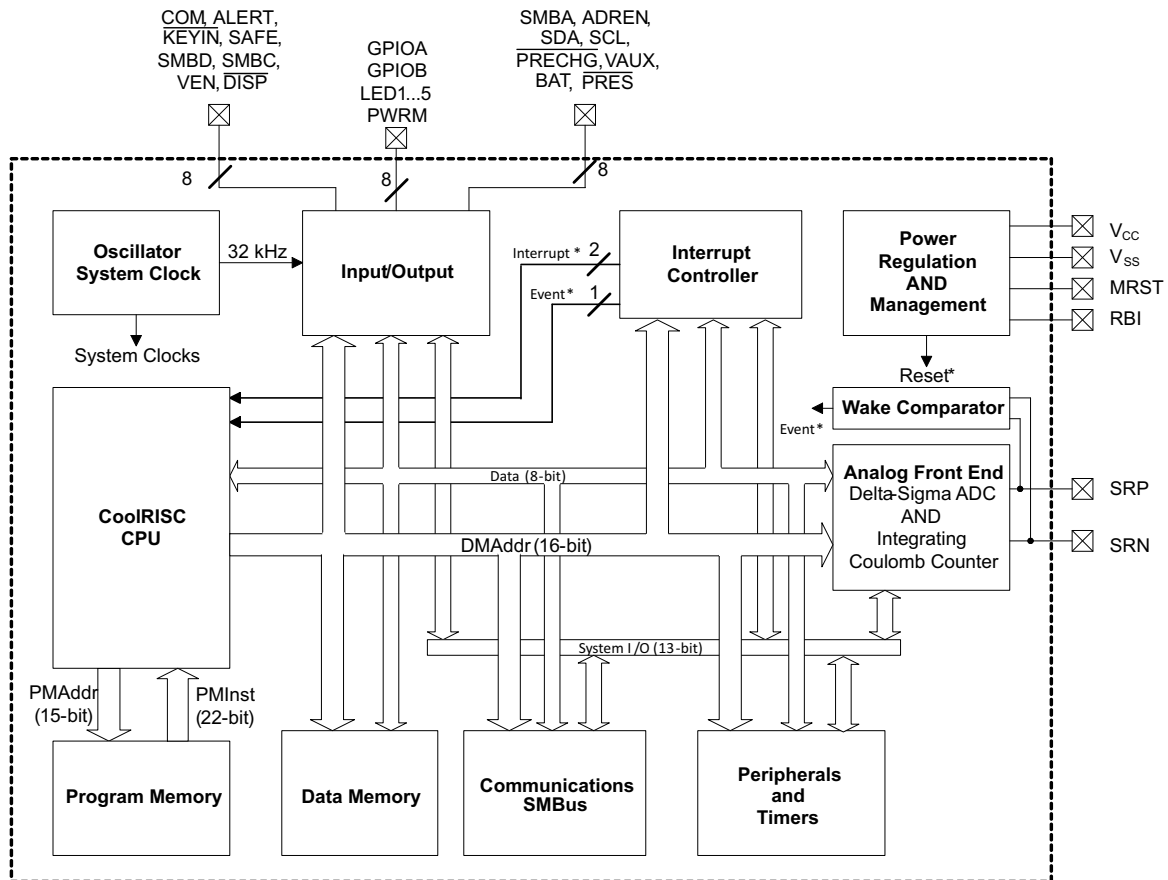 COM, ALERT,
KEYIN, SAFE,
SMBD, SMBC,
VEN, DISP
GPIOA
GPIOB
LED1...5
PWRM
SMBA, ADREN,
SDA, SCL,
PRECHG, VAUX,
BAT, PRES
8
8
8
Oscillator
System Clock
32 kHz
Input/Output
Interrupt *
2
Event*
1
Interrupt
Controller
Power
Regulation
AND
Management
VCC
VSS
MRST
RBI
System Clocks
Reset*
Wake Comparator
Event*
CoolRISC
CPU
Data (8-bit)
DMAddr (16-bit)
Analog Front End
Delta-Sigma ADC
AND
Integrating
Coulomb Counter
SRP
SRN
System I/O (13-bit)
PMAddr
(15-bit)
PMInst
(22-bit)
Program Memory
Data Memory
Communications
SMBus
Peripherals
and
Timers